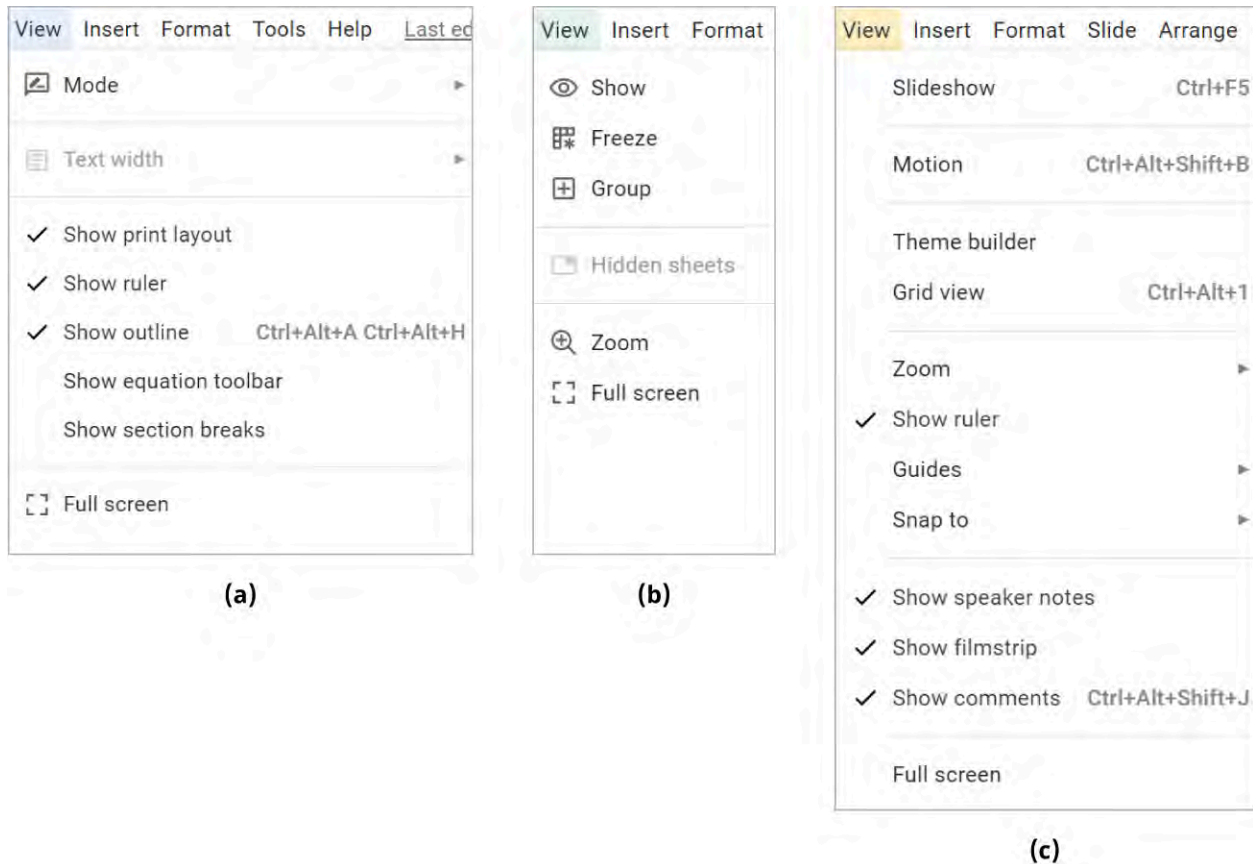 View Insert Format Tools Help Last ed
Mode
Text width
Show print layout
Show ruler
Show outline Ctrl+Alt+A Ctrl+Alt+H
Show equation toolbar
Show section breaks
Full screen
(a)
View Insert Format
Show
Freeze
Group
Hidden sheets
Zoom
Full screen
(b)
View Insert Format Slide Arrange
Slideshow Ctrl+F5
Motion Ctrl+Alt+Shift+B
Theme builder
Grid view Ctrl+Alt+1
Zoom
Show ruler
Guides
Snap to
Show speaker notes
Show filmstrip
Show comments Ctrl+Alt+Shift+J
Full screen
(c)